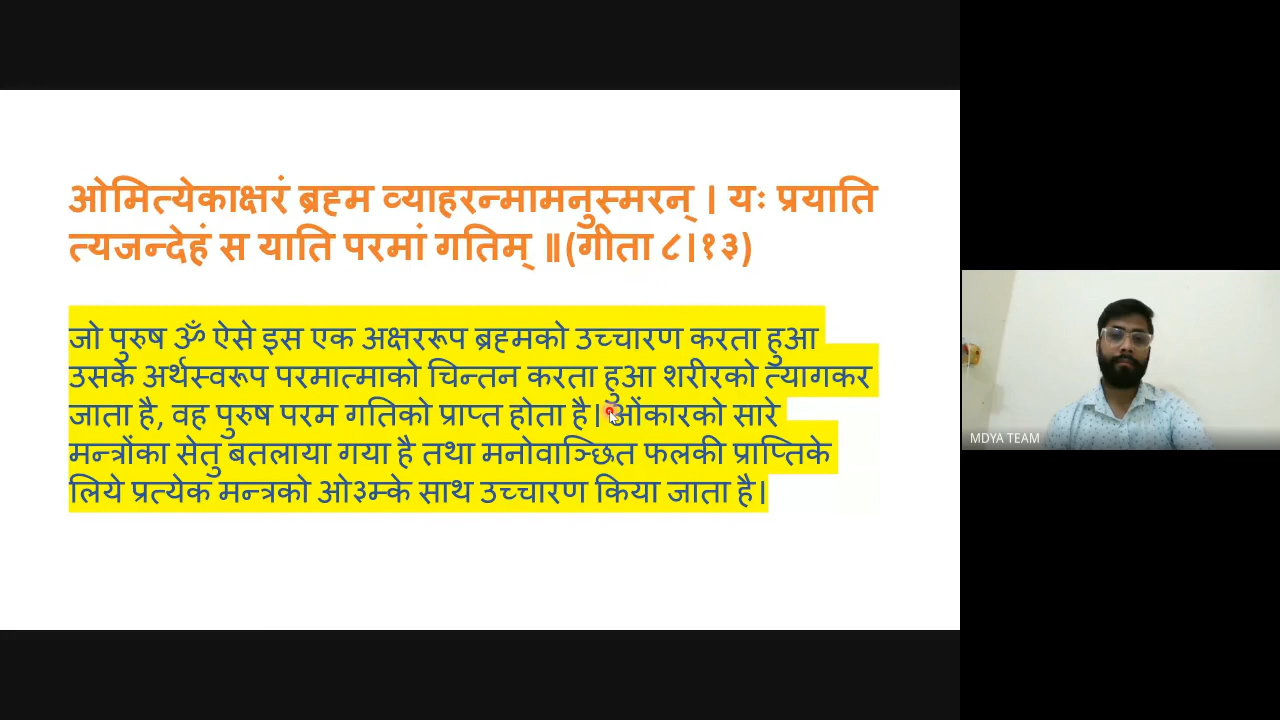 ओमित्येकाक्षरं ब्रह्म व्याहरन्मामनुस्मरन् । यः प्रयाति
त्यजन्देहं स याति परमां गतिम् ॥(गीता ८।१३)
जो पुरुष ॐ ऐसे इस एक अक्षररूप ब्रह्मको उच्चारण करता हुआ
उसके अर्थस्वरूप परमात्माको चिन्तन करता हुआ शरीरको त्यागकर
जाता है, वह पुरुष परम गतिको प्राप्त होता है। ओंकारको सारे
मन्त्रोंका सेतु बतलाया गया है तथा मनोवाञ्छित फलकी प्राप्तिके
लिये प्रत्येक मन्त्रको ओ३म्के साथ उच्चारण किया जाता है।
MDYA TEAM